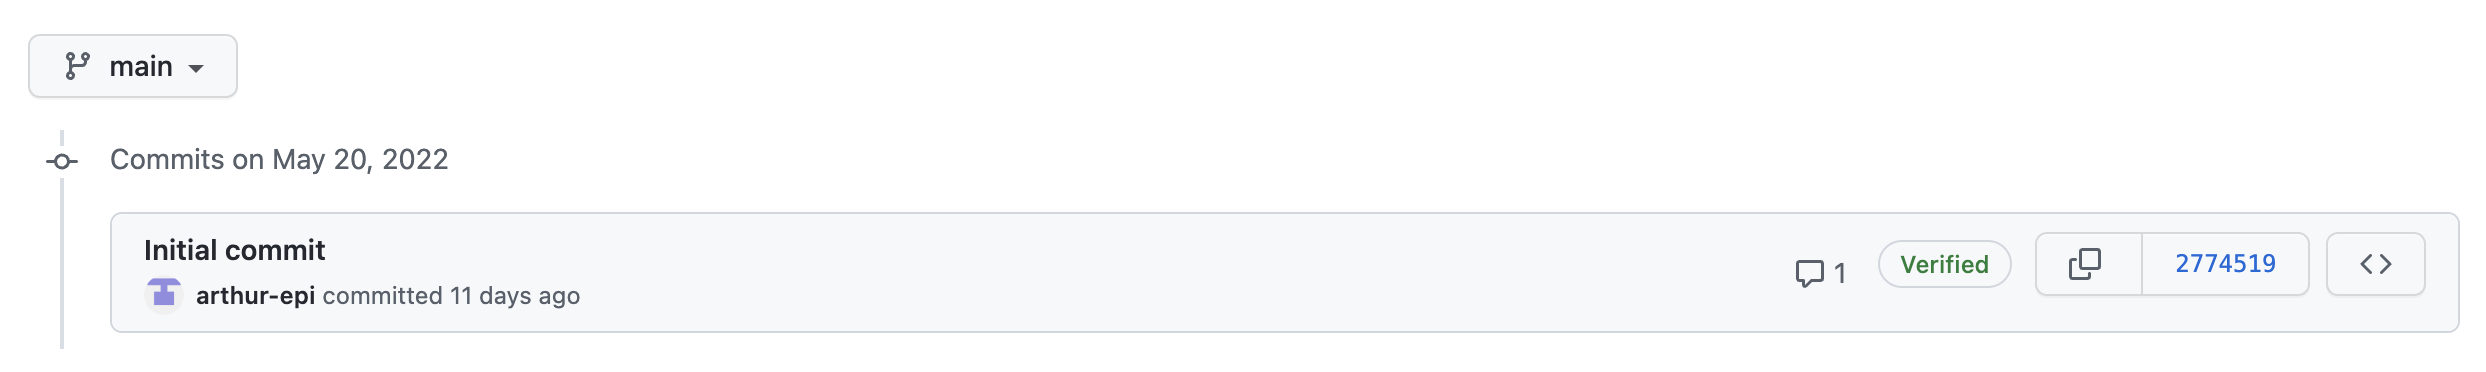 main
Commits on May 20, 2022
Initial commit
arthur-epi committed 11 days ago
1
Verified
2774519